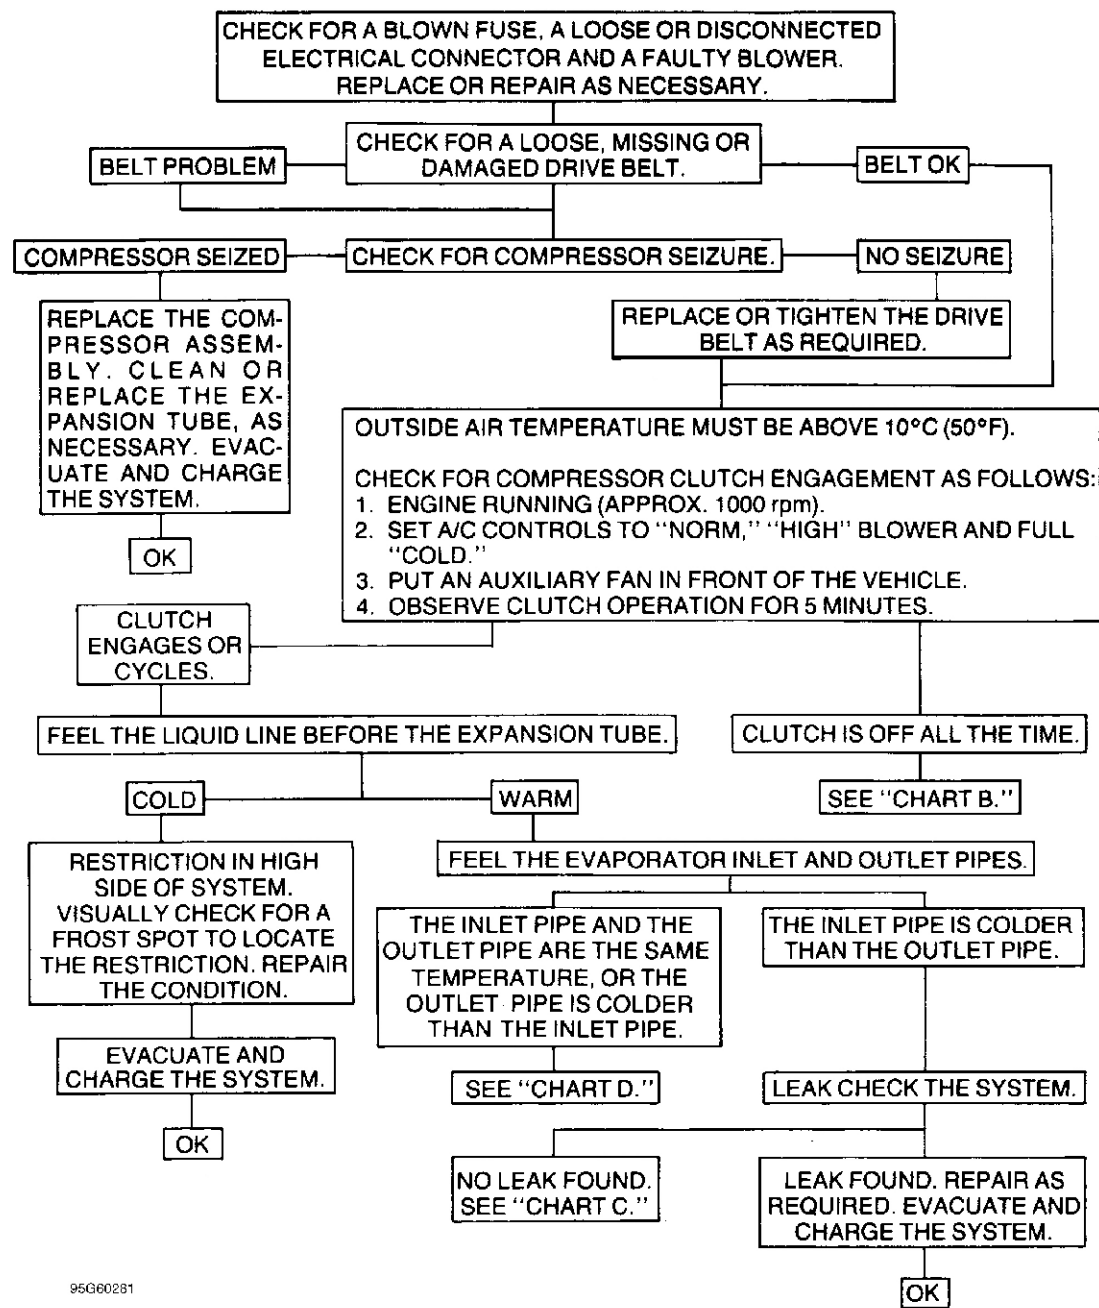 CHECK FOR A BLOWN FUSE, A LOOSE OR DISCONNECTED
ELECTRICAL CONNECTOR AND A FAULTY BLOWER.
REPLACE OR REPAIR AS NECESSARY.
CHECK FOR A LOOSE, MISSING OR
DAMAGED DRIVE BELT.
BELT PROBLEM
BELT OK
COMPRESSOR SEIZED
CHECK FOR COMPRESSOR SEIZURE.
NO SEIZURE
REPLACE THE COM-
PRESSOR ASSEM-
BLY. CLEAN OR
REPLACE THE EX-
PANSION TUBE, AS
NECESSARY. EVAC-
UATE AND CHARGE
THE SYSTEM.
OK
REPLACE OR TIGHTEN THE DRIVE
BELT AS REQUIRED.
OUTSIDE AIR TEMPERATURE MUST BE ABOVE 10°C (50°F).
CHECK FOR COMPRESSOR CLUTCH ENGAGEMENT AS FOLLOWS:
1. ENGINE RUNNING (APPROX. 1000 rpm).
2. SET A/C CONTROLS TO "NORM," "HIGH" BLOWER AND FULL
"COLD."
3. PUT AN AUXILIARY FAN IN FRONT OF THE VEHICLE.
4. OBSERVE CLUTCH OPERATION FOR 5 MINUTES.
CLUTCH
ENGAGES OR
CYCLES.
FEEL THE LIQUID LINE BEFORE THE EXPANSION TUBE.
CLUTCH IS OFF ALL THE TIME.
COLD
WARM
SEE "CHART B."
RESTRICTION IN HIGH
SIDE OF SYSTEM.
VISUALLY CHECK FOR A
FROST SPOT TO LOCATE
THE RESTRICTION. REPAIR
THE CONDITION.
EVACUATE AND
CHARGE THE SYSTEM.
OK
FEEL THE EVAPORATOR INLET AND OUTLET PIPES.
THE INLET PIPE AND THE
OUTLET PIPE ARE THE SAME
TEMPERATURE, OR THE
OUTLET PIPE IS COLDER
THAN THE INLET PIPE.
THE INLET PIPE IS COLDER
THAN THE OUTLET PIPE.
SEE "CHART D."
LEAK CHECK THE SYSTEM.
NO LEAK FOUND.
SEE "CHART C."
LEAK FOUND. REPAIR AS
REQUIRED. EVACUATE AND
CHARGE THE SYSTEM.
OK
95G60281